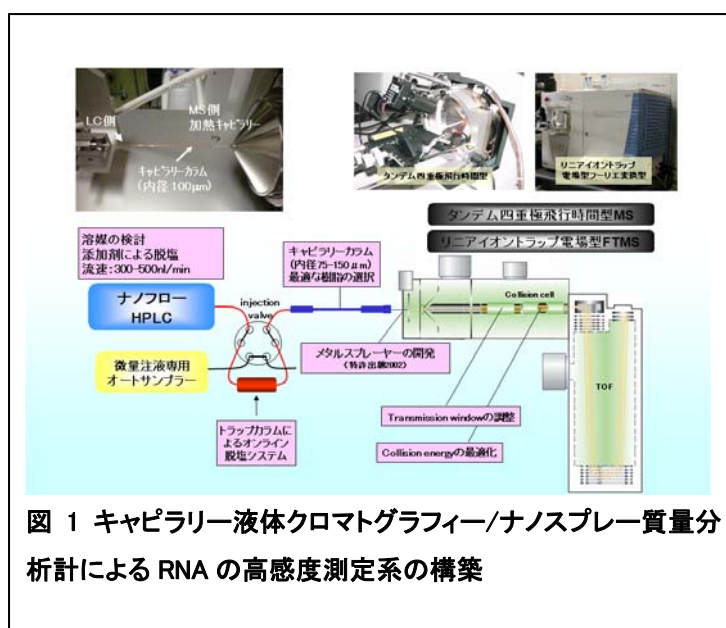 LC側
MS側
加熱キャピラリー
キャピラリーカラム
(内径100μm)
タンデム四重極飛行時間型
リニアイオントラップ
電場型フーリエ変換型
タンデム四重極飛行時間型MS
リニアイオントラップ電場型FTMS
溶媒の検討
添加剤による脱塩
流速:300-500nl/min
キャピラリーカラム
(内径75-150μm)
最適な樹脂の選択
ナノフロー
HPLC
injection
valve
Collision cell
微量注液専用
オートサンプラー
メタルスプレーヤーの開発
(特許出願2002)
TOF
トラップカラムに
よるオンライン
脱塩システム
Transmission windowの調整
Collision energyの最適化
図 1 キャピラリー液体クロマトグラフィー/ナノスプレー質量分
析計による RNA の高感度測定系の構築